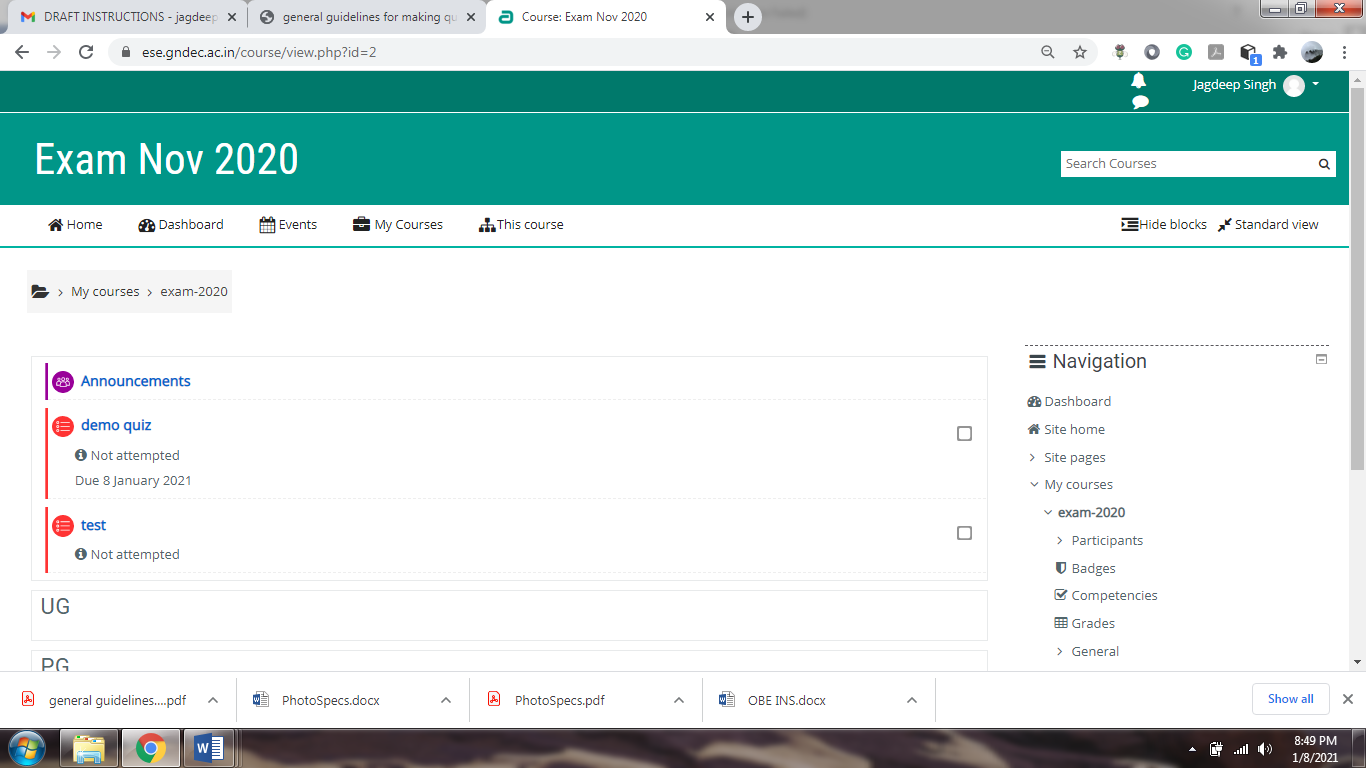 DRAFT INSTRUCTIONS - jagdeep
general guidelines for making qu
Course: Exam Nov 2020
ese.gndec.ac.in/course/view.php?id=2
1
Jagdeep Singh
Exam Nov 2020
Search Courses
Home
Dashboard
Events
My Courses
This course
Hide blocks
Standard view
My courses
exam-2020
Announcements
demo quiz
Not attempted
Due 8 January 2021
test
Not attempted
UG
PG
Navigation
Dashboard
Site home
Site pages
My courses
exam-2020
Participants
Badges
Competencies
Grades
General
general guidelines....pdf
PhotoSpecs.docx
PhotoSpecs.pdf
OBE INS.docx
Show all
8:49 PM
1/8/2021